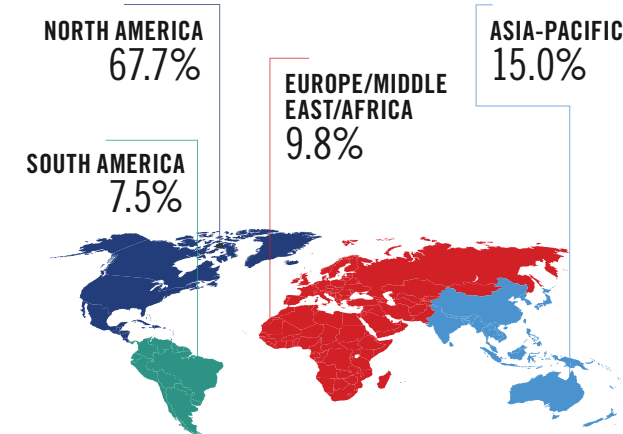 NORTH AMERICA
67.7%
ASIA-PACIFIC
15.0%
EUROPE/MIDDLE
EAST/AFRICA
9.8%
SOUTH AMERICA
7.5%